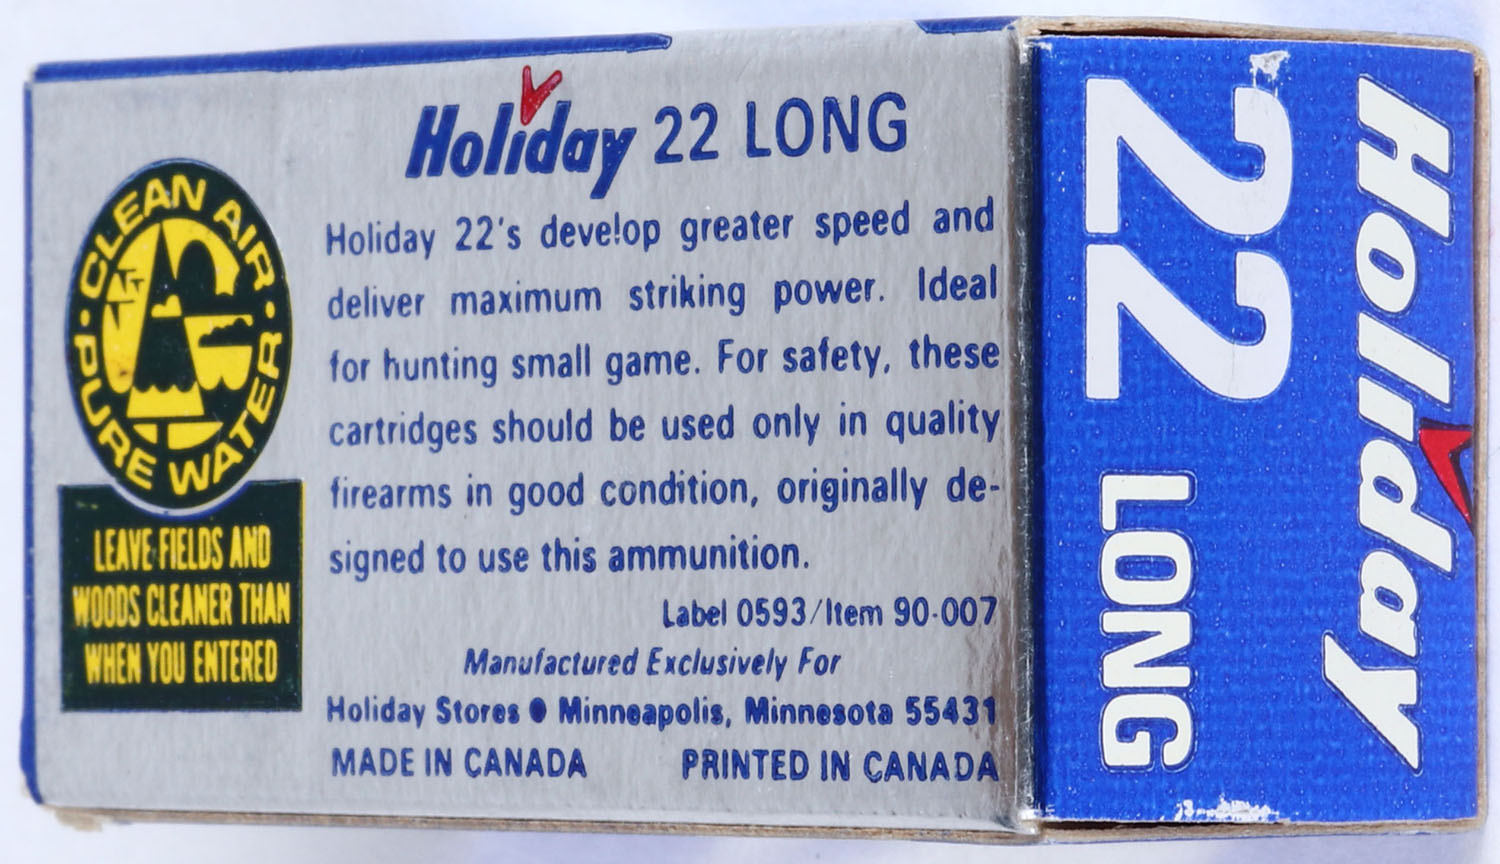 Holiday 22 LONG
Holiday 22's develop greater speed and
deliver maximum striking power. Ideal
for hunting small game. For safety, these
cartridges should be used only in quality
firearms in good condition, originally de-
signed to use this ammunition.
Label 0593/Item 90-007
Manufactured Exclusively For
Holiday Stores • Minneapolis, Minnesota 55431
MADE IN CANADA PRINTED IN CANADA
CLEAN AIR •
PURE WATER •
LEAVE FIELDS AND
WOODS CLEANER THAN
WHEN YOU ENTERED
Holiday
22 LONG